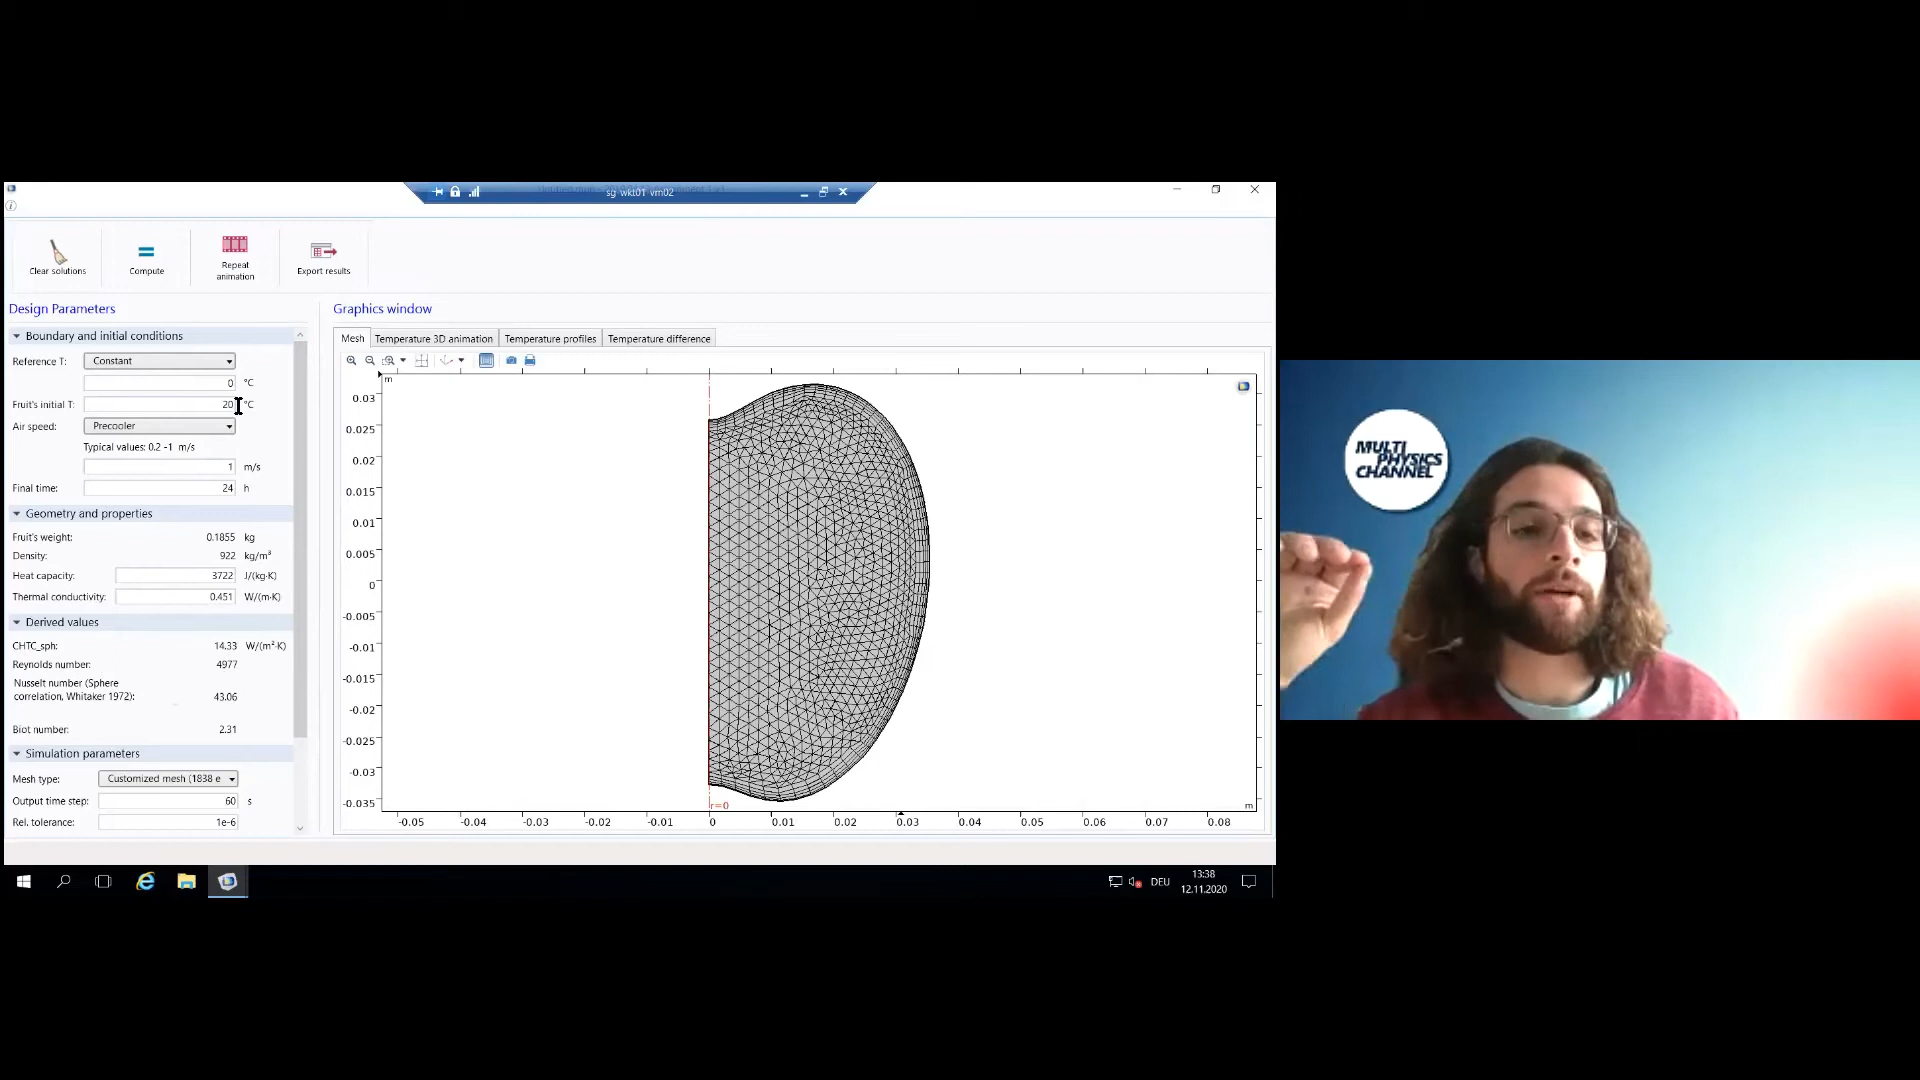 sg-wkt01-vm02
Clear solutions
Compute
Repeat
animation
Export results
Design Parameters
Graphics window
Boundary and initial conditions
Reference T: Constant
0 °C
Fruit's initial T: 20 °C
Air speed: Precooler
Typical values: 0.2 -1 m/s
1 m/s
Final time: 24 h
Geometry and properties
Fruit's weight: 0.1855 kg
Density: 922 kg/m³
Heat capacity: 3722 J/(kg·K)
Thermal conductivity: 0.451 W/(m·K)
Derived values
CHTC_sph: 14.33 W/(m²·K)
Reynolds number: 4977
Nusselt number (Sphere
correlation, Whitaker 1972): 43.06
Biot number: 2.31
Simulation parameters
Mesh type: Customized mesh (1838 e
Output time step: 60 s
Rel. tolerance: 1e-6
Mesh Temperature 3D animation Temperature profiles Temperature difference
m
0.03
0.025
0.02
0.015
0.01
0.005
0
-0.005
-0.01
-0.015
-0.02
-0.025
-0.03
-0.035
r=0
m
-0.05 -0.04 -0.03 -0.02 -0.01 0 0.01 0.02 0.03 0.04 0.05 0.06 0.07 0.08
MULTI
PHYSICS
CHANNEL
DEU
13:38
12.11.2020